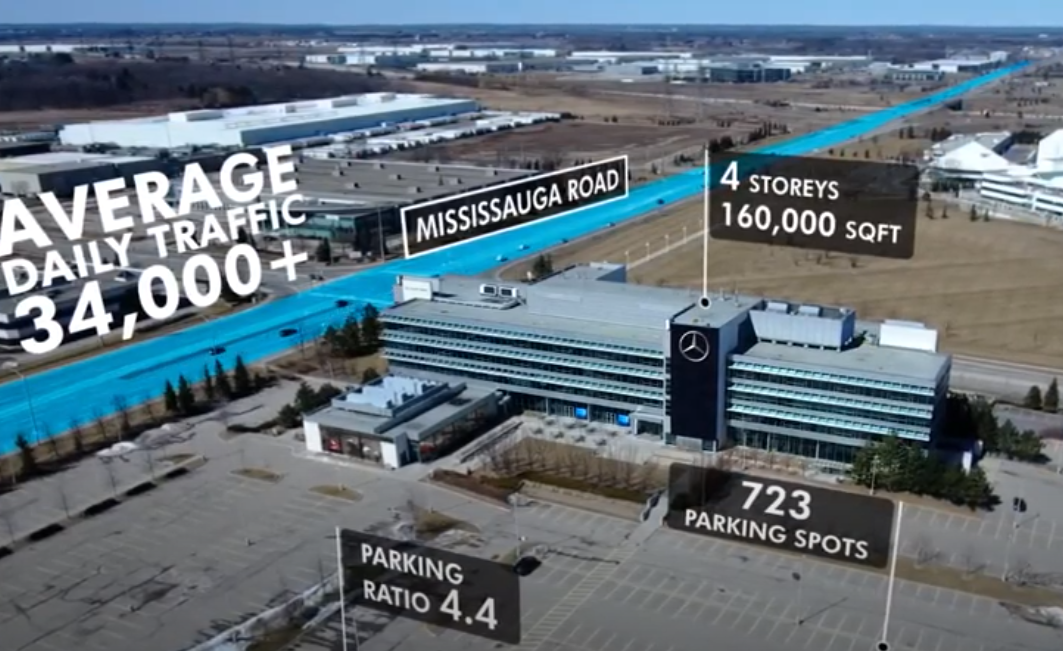 AVERAGE
DAILY TRAFFIC
34,000+
MISSISSAUGA ROAD
4 STOREYS
160,000 SQFT
723
PARKING SPOTS
PARKING
RATIO 4.4